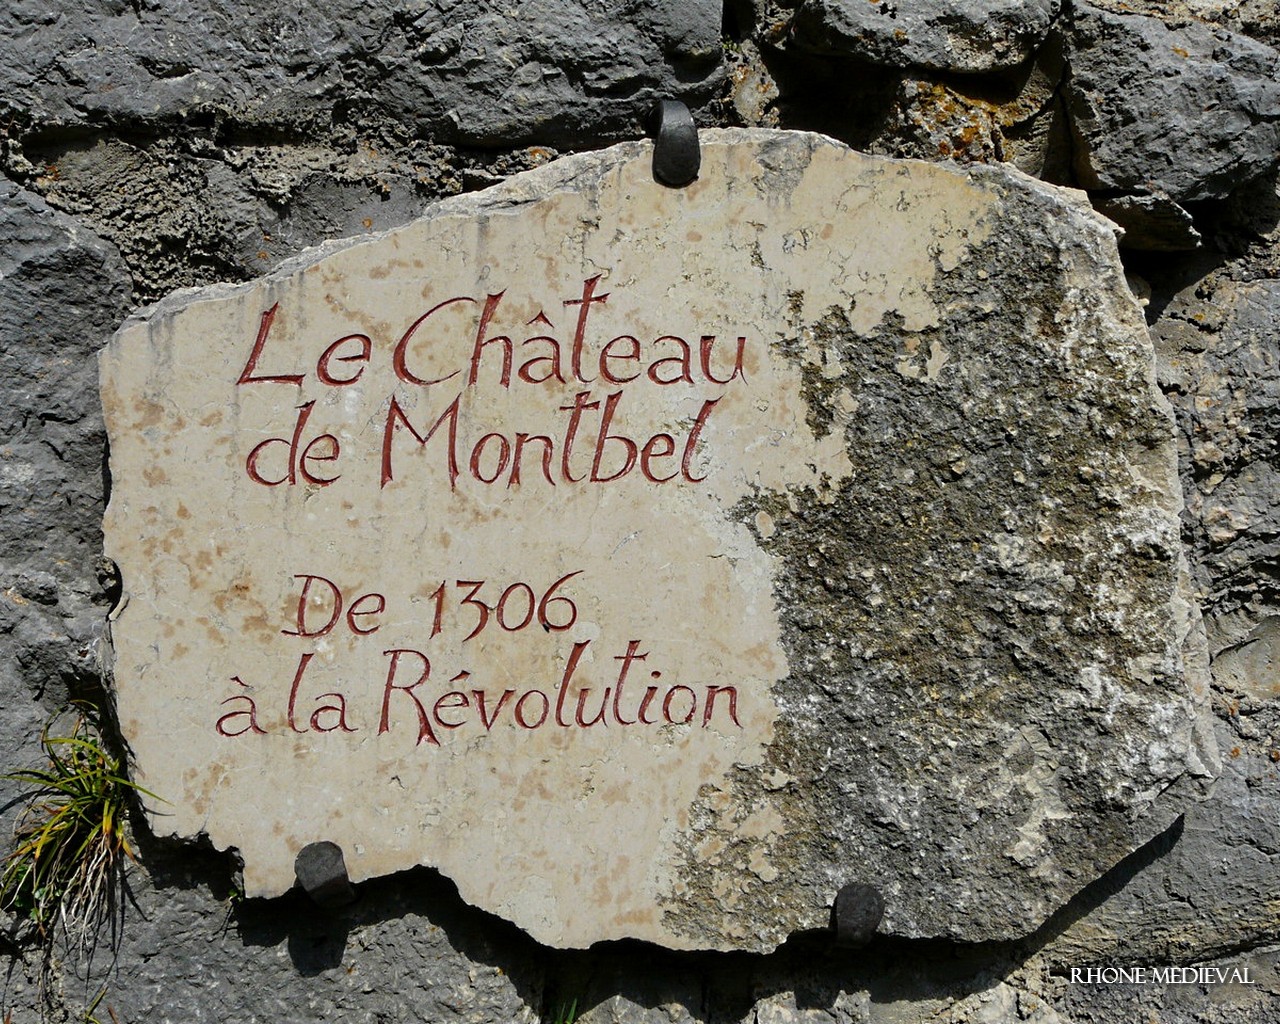 Le Château
de Montbel
De 1306
à la Révolution
RHONE MEDIEVAL